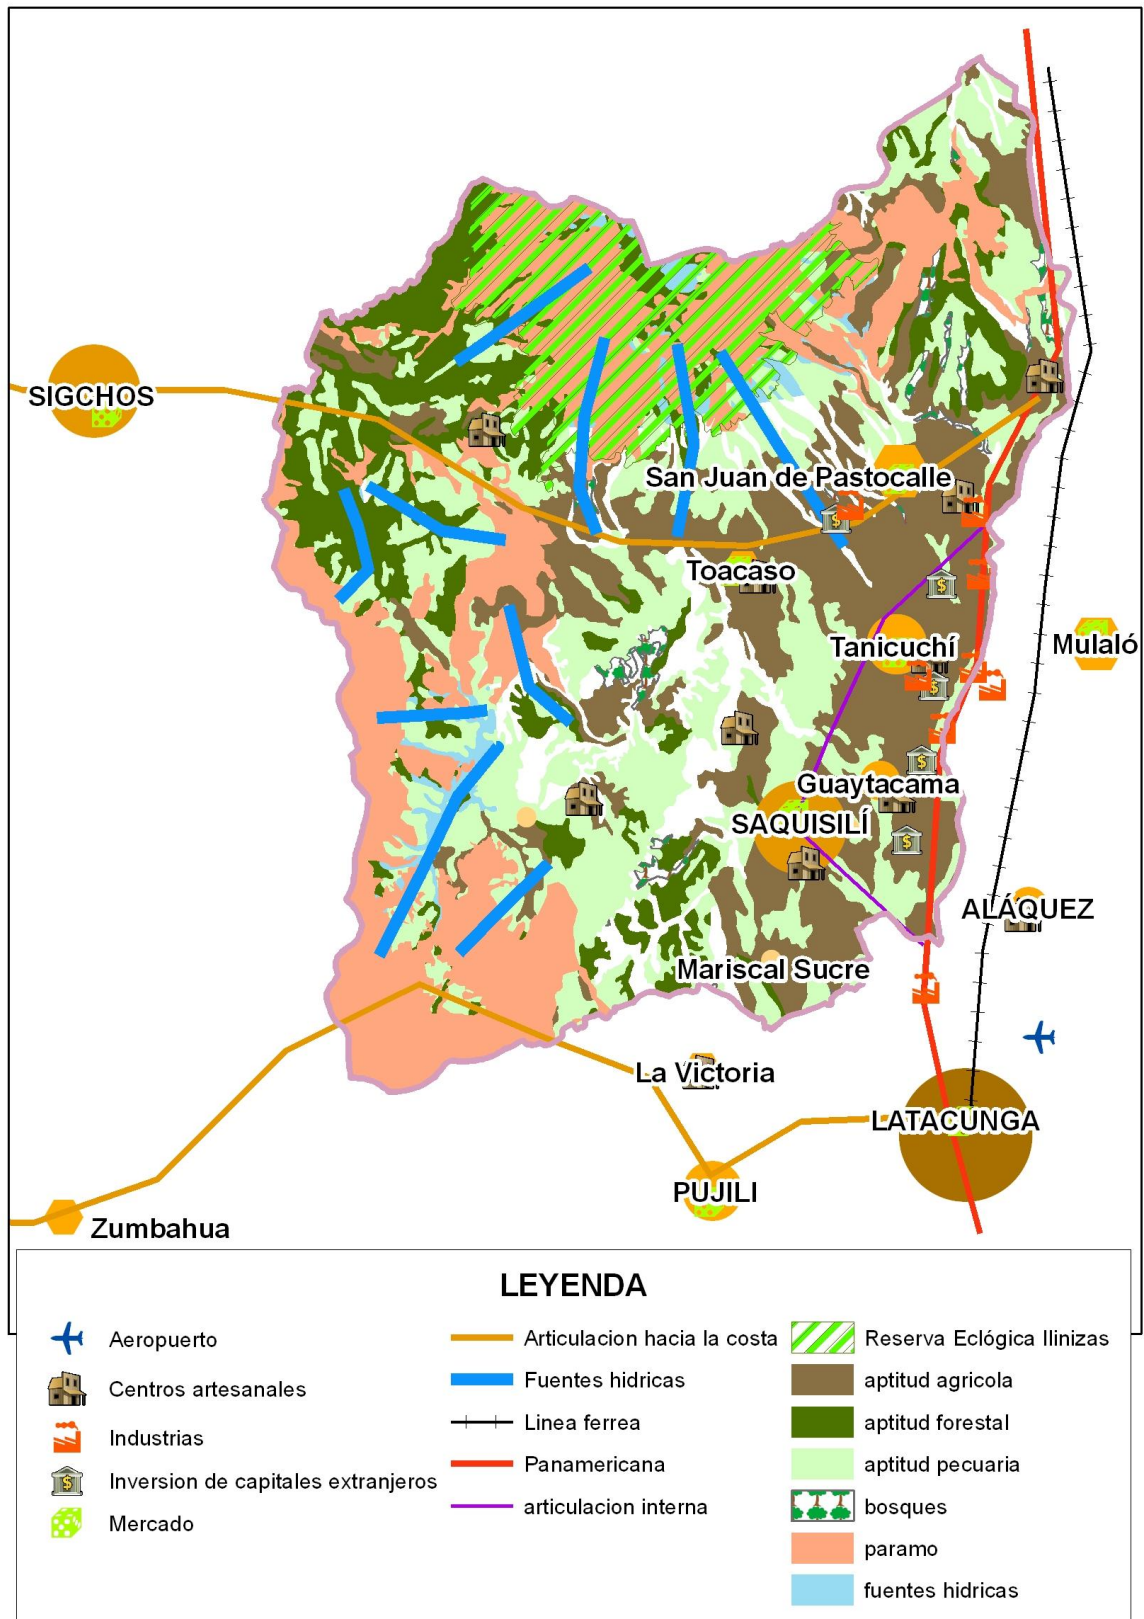 SIGCHOS
San Juan de Pastocalle
Toacaso
Tanicuchí
Mulaló
Guaytacama
SAQUISILÍ
ALÁQUEZ
Mariscal Sucre
La Victoria
LATACUNGA
PUJILI
Zumbahua
LEYENDA
Aeropuerto
Centros artesanales
Industrias
Inversion de capitales extranjeros
Mercado
Articulacion hacia la costa
Fuentes hidricas
Linea ferrea
Panamericana
articulacion interna
Reserva Eclógica Ilinizas
aptitud agricola
aptitud forestal
aptitud pecuaria
bosques
paramo
fuentes hidricas